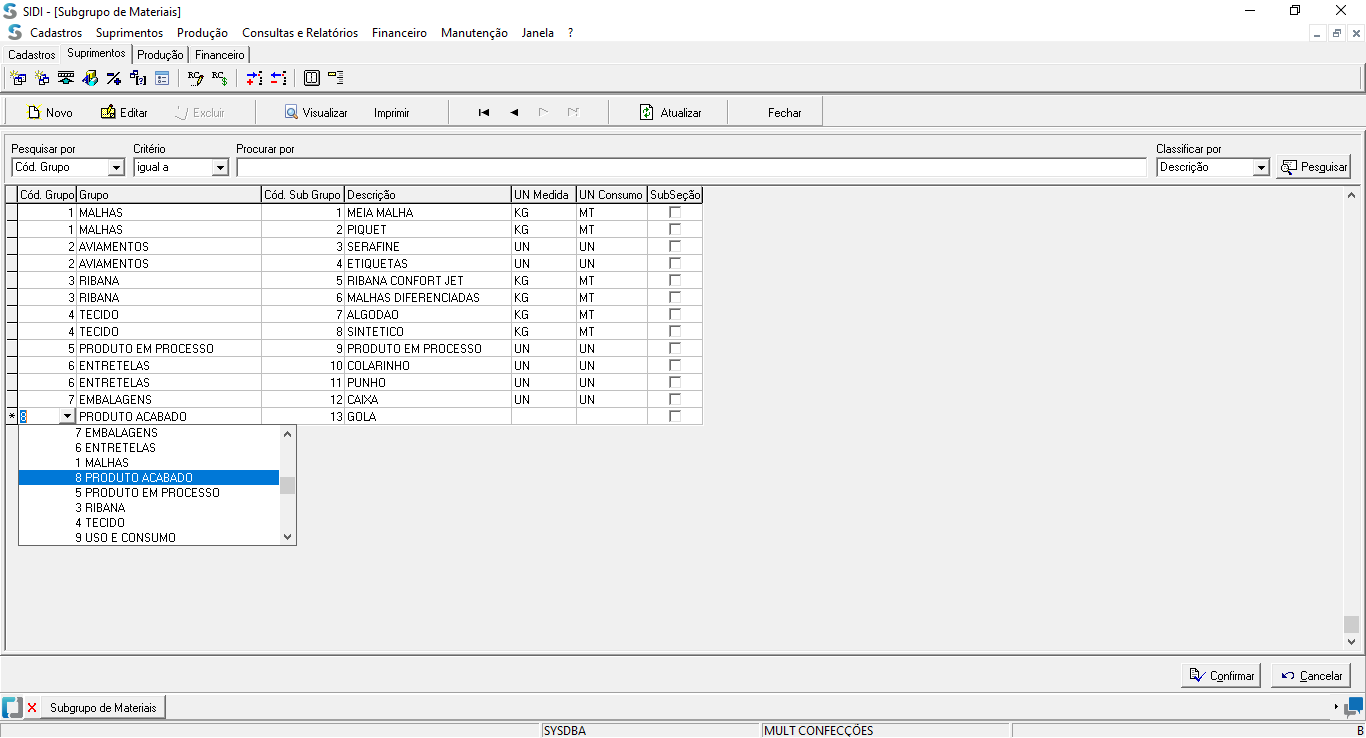 SIDI - [Subgrupo de Materiais]
Cadastros Suprimentos Produção Consultas e Relatórios Financeiro Manutenção Janela ?
Cadastros Suprimentos Produção Financeiro
Novo Editar Excluir Visualizar Imprimir Atualizar Fechar
Pesquisar por Critério Procurar por Classificar por
Cód. Grupo igual a Descrição Pesquisar
Cód. Grupo Grupo Cód. Sub Grupo Descrição UN Medida UN Consumo SubSeção
1 MALHAS 1 MEIA MALHA KG MT
1 MALHAS 2 PIQUET KG MT
2 AVIAMENTOS 3 SERAFINE UN UN
2 AVIAMENTOS 4 ETIQUETAS UN UN
3 RIBANA 5 RIBANA CONFORT JET KG MT
3 RIBANA 6 MALHAS DIFERENCIADAS KG MT
4 TECIDO 7 ALGODAO KG MT
4 TECIDO 8 SINTETICO KG MT
5 PRODUTO EM PROCESSO 9 PRODUTO EM PROCESSO UN UN
6 ENTRETELAS 10 COLARINHO UN UN
6 ENTRETELAS 11 PUNHO UN UN
7 EMBALAGENS 12 CAIXA UN UN
* 8 PRODUTO ACABADO 13 GOLA
7 EMBALAGENS
6 ENTRETELAS
1 MALHAS
8 PRODUTO ACABADO
5 PRODUTO EM PROCESSO
3 RIBANA
4 TECIDO
9 USO E CONSUMO
Confirmar Cancelar
Subgrupo de Materiais
SYSDBA MULT CONFECÇÕES B